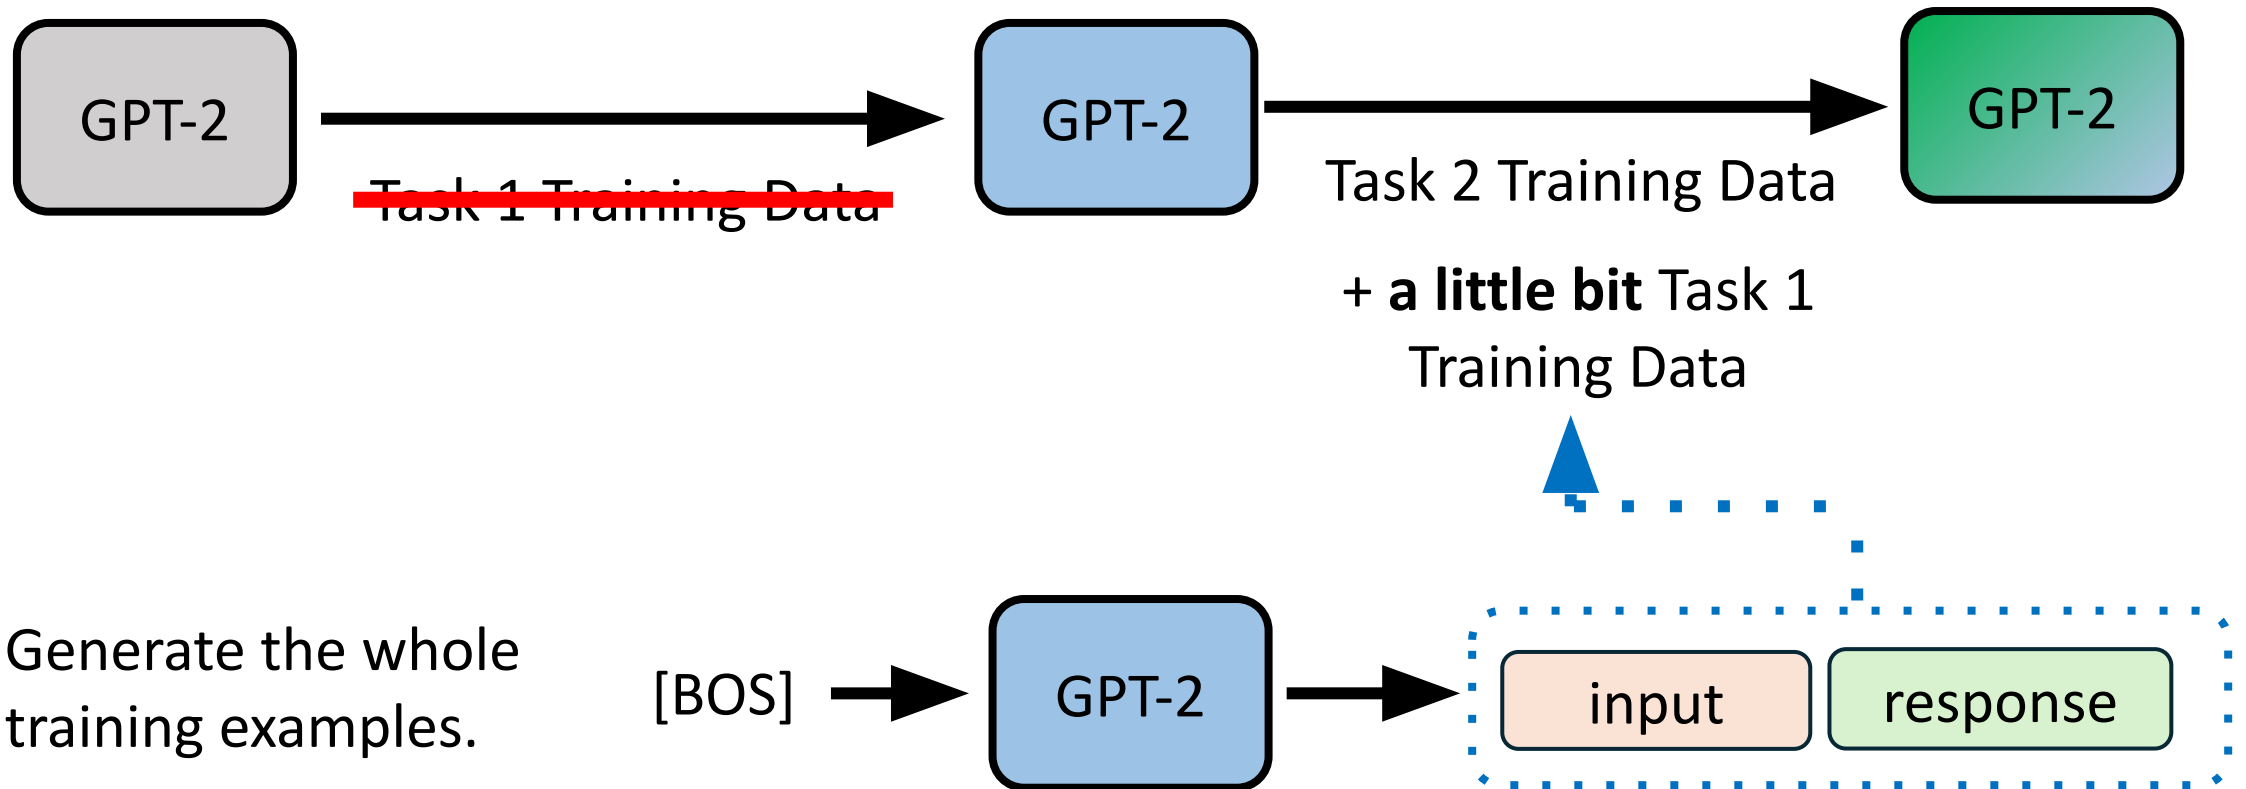 GPT-2
GPT-2
GPT-2
Task 1 Training Data
Task 2 Training Data
+ a little bit Task 1
Training Data
Generate the whole
training examples.
[BOS]
GPT-2
input
response